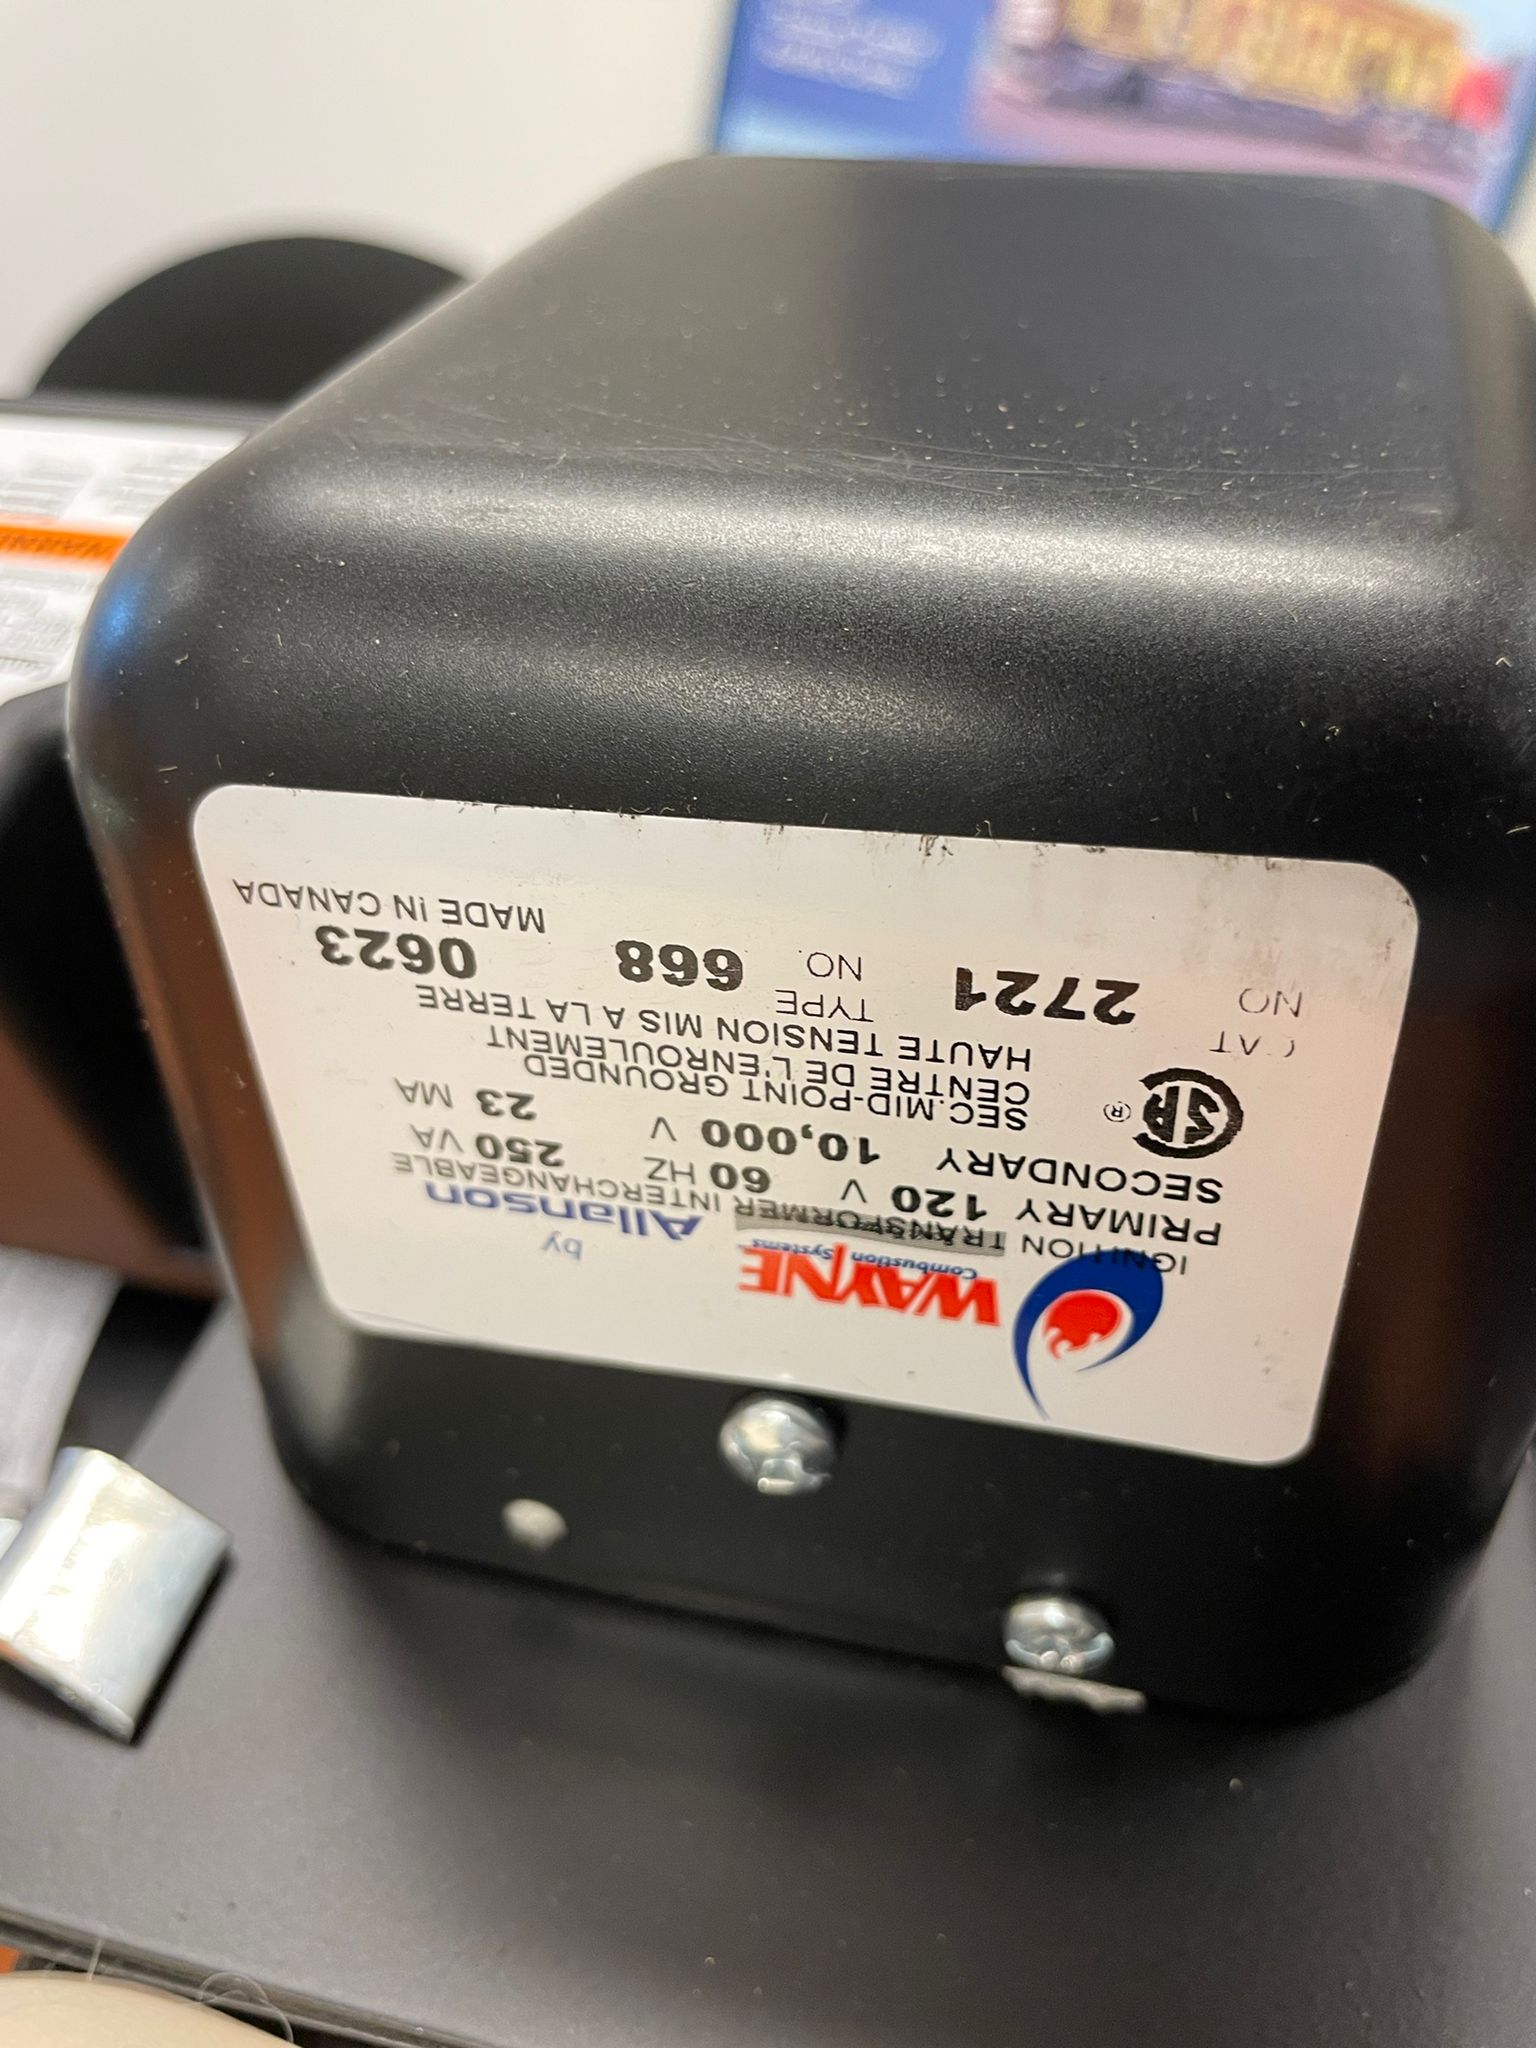 WAYNE
Combustion Systems
by Allanson
IGNITION TRANSFORMER INTERCHANGEABLE
PRIMARY 120 V 60 HZ 250 VA
SECONDARY 10,000 V 23 MA
SEC.MID-POINT GROUNDED
CENTRE DE L'ENROULEMENT
HAUTE TENSION MIS A LA TERRE
CAT NO 2721 TYPE NO. 668 0623
MADE IN CANADA